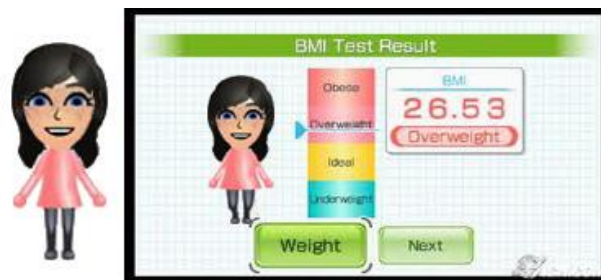 BMI Test Result
Obese
Overweight
Ideal
Underweight
BMI
26.53
Overweight
Weight
Next